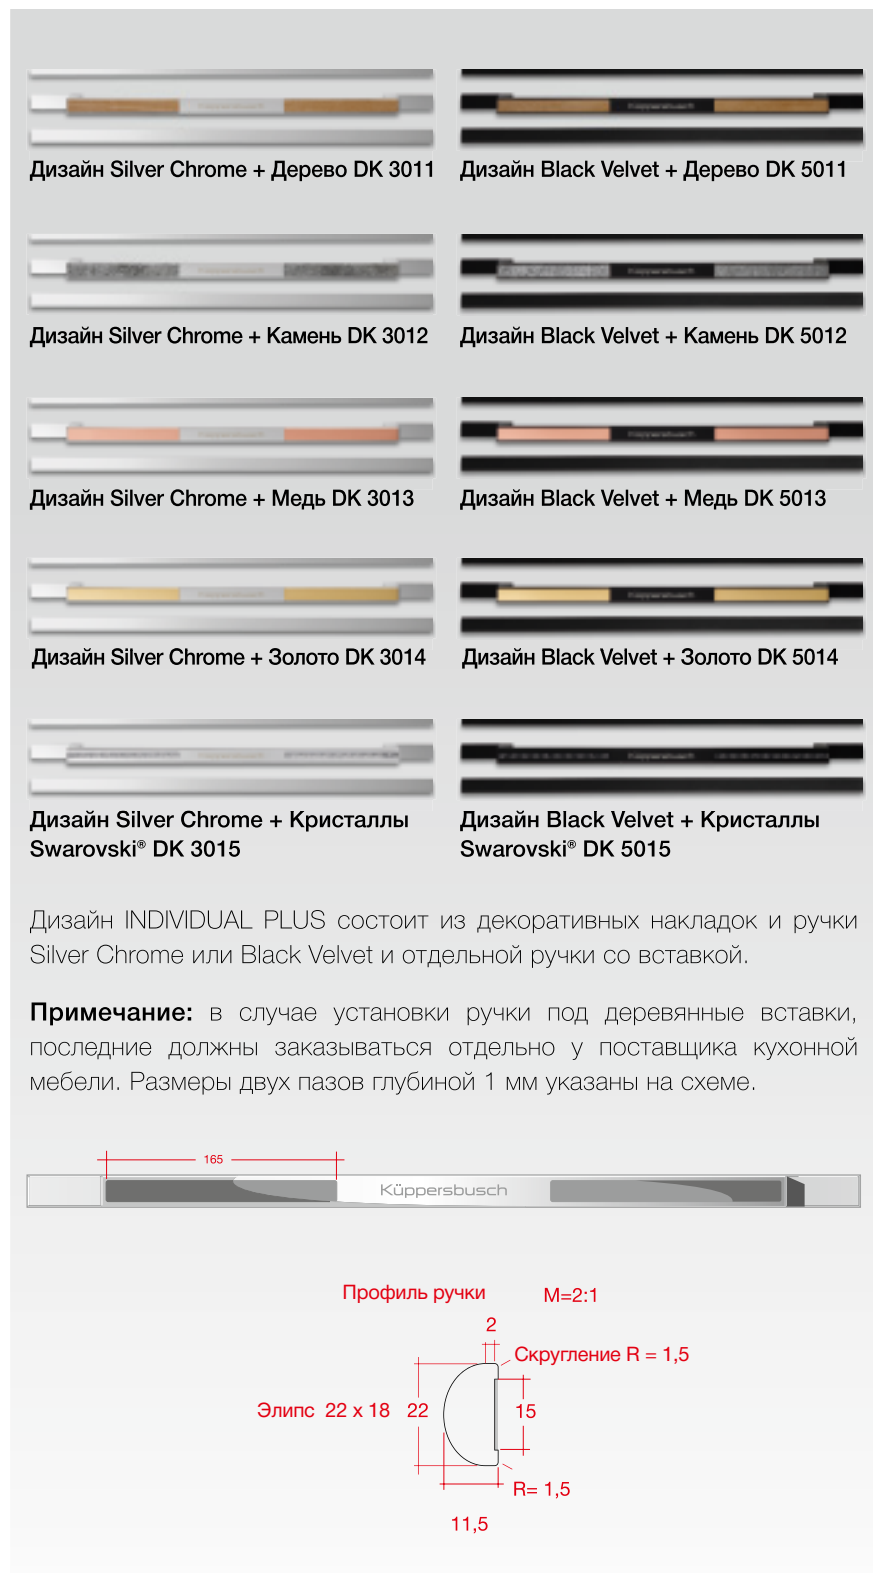 Дизайн Silver Chrome + Дерево DK 3011
Дизайн Black Velvet + Дерево DK 5011
Дизайн Silver Chrome + Камень DK 3012
Дизайн Black Velvet + Камень DK 5012
Дизайн Silver Chrome + Медь DK 3013
Дизайн Black Velvet + Медь DK 5013
Дизайн Silver Chrome + Золото DK 3014
Дизайн Black Velvet + Золото DK 5014
Дизайн Silver Chrome + Кристаллы
Swarovski® DK 3015
Дизайн Black Velvet + Кристаллы
Swarovski® DK 5015
Дизайн INDIVIDUAL PLUS состоит из декоративных накладок и ручки
Silver Chrome или Black Velvet и отдельной ручки со вставкой.
Примечание: в случае установки ручки под деревянные вставки,
последние должны заказываться отдельно у поставщика кухонной
мебели. Размеры двух пазов глубиной 1 мм указаны на схеме.
165
Küppersbusch
Профиль ручки
M=2:1
2
Скругление R = 1,5
Элипс 22 x 18
22
15
R= 1,5
11,5